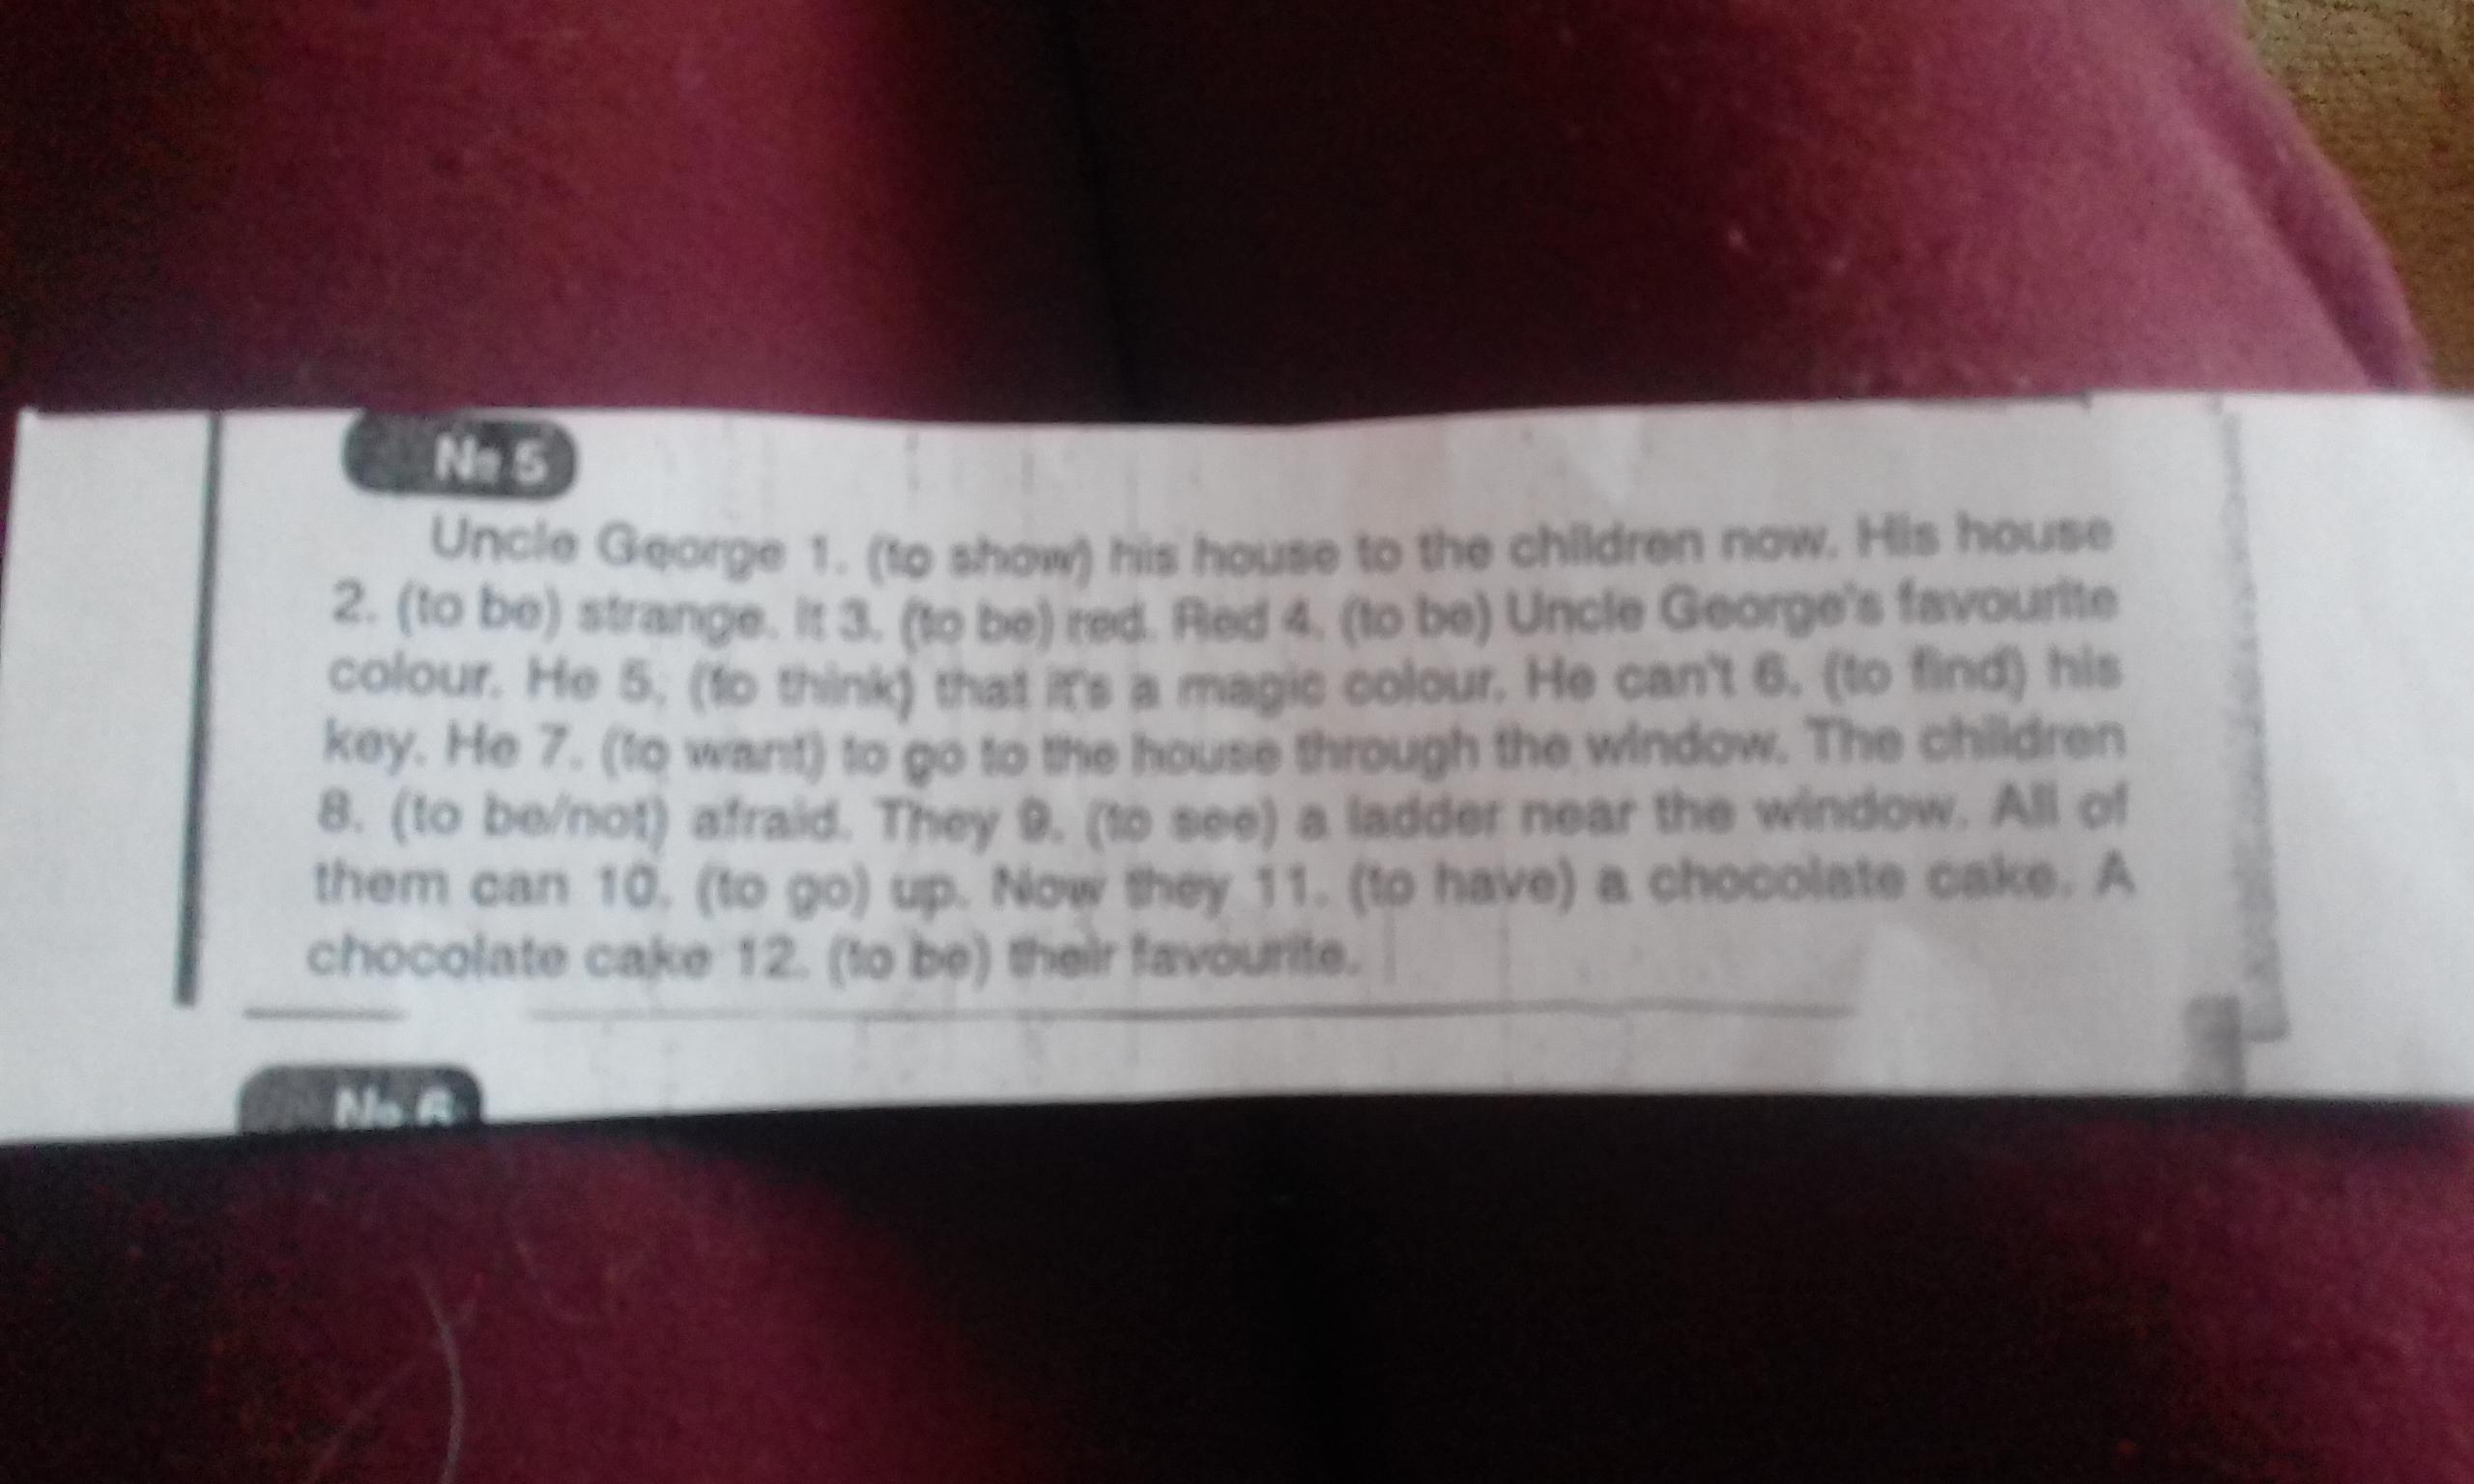 № 5
Uncle George 1. (to show) his house to the children now. His house
2. (to be) strange. It 3. (to be) red. Red 4. (to be) Uncle George's favourite
colour. He 5. (to think) that it's a magic colour. He can't 6. (to find) his
key. He 7. (to want) to go to the house through the window. The children
8. (to be/not) afraid. They 9. (to see) a ladder near the window. All of
them can 10. (to go) up. Now they 11. (to have) a chocolate cake. A
chocolate cake 12. (to be) their favourite.
№ 6